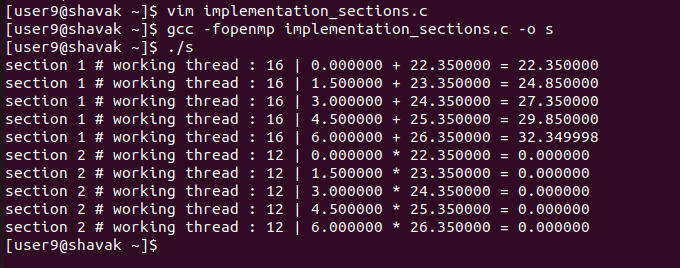 [user9@shavak ~]$ vim implementation_sections.c
[user9@shavak ~]$ gcc -fopenmp implementation_sections.c -o s
[user9@shavak ~]$ ./s
section 1 # working thread : 16 | 0.000000 + 22.350000 = 22.350000
section 1 # working thread : 16 | 1.500000 + 23.350000 = 24.850000
section 1 # working thread : 16 | 3.000000 + 24.350000 = 27.350000
section 1 # working thread : 16 | 4.500000 + 25.350000 = 29.850000
section 1 # working thread : 16 | 6.000000 + 26.350000 = 32.349998
section 2 # working thread : 12 | 0.000000 * 22.350000 = 0.000000
section 2 # working thread : 12 | 1.500000 * 23.350000 = 0.000000
section 2 # working thread : 12 | 3.000000 * 24.350000 = 0.000000
section 2 # working thread : 12 | 4.500000 * 25.350000 = 0.000000
section 2 # working thread : 12 | 6.000000 * 26.350000 = 0.000000
[user9@shavak ~]$